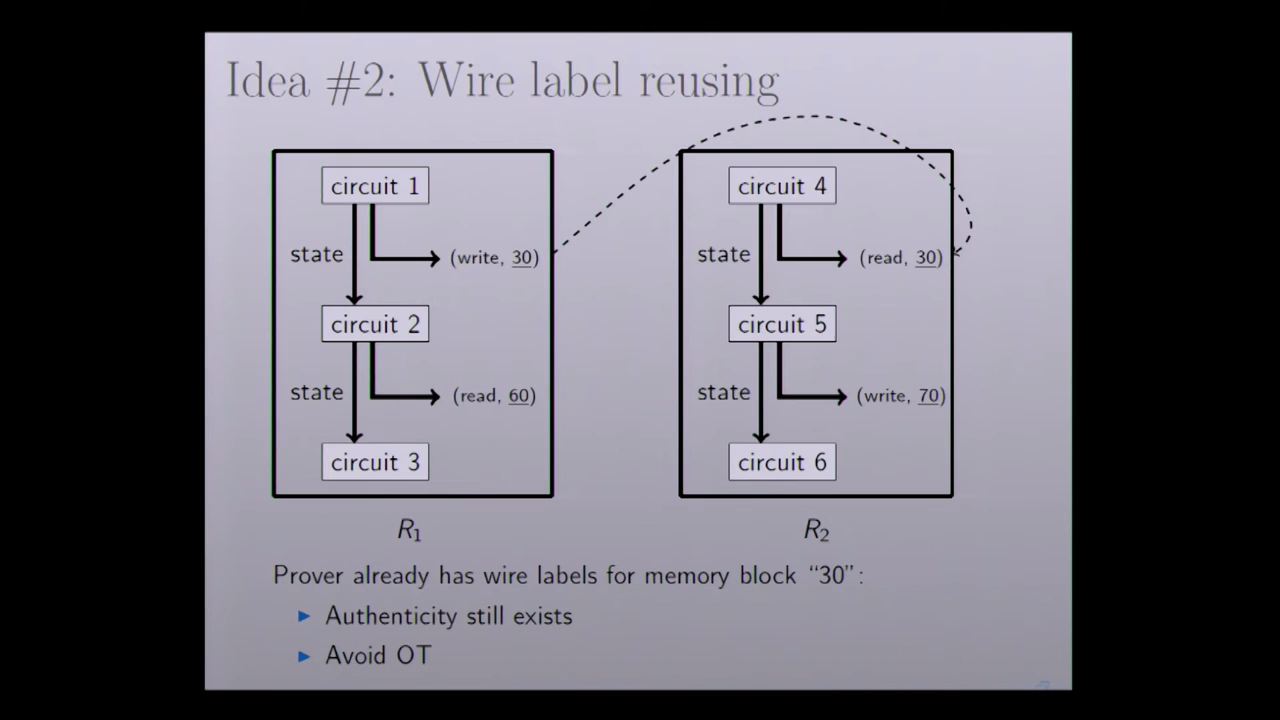 Idea #2: Wire label reusing
circuit 1
state
(write, 30)
circuit 2
state
(read, 60)
circuit 3
R1
circuit 4
state
(read, 30)
circuit 5
state
(write, 70)
circuit 6
R2
Prover already has wire labels for memory block “30”:
Authenticity still exists
Avoid OT